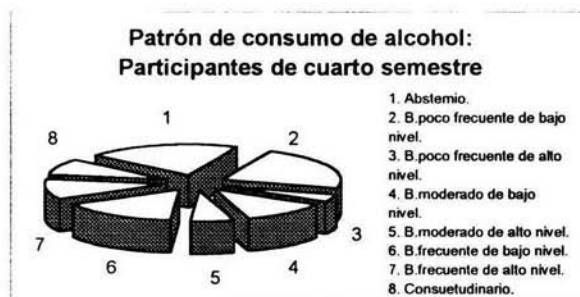 Patrón de consumo de alcohol:
Participantes de cuarto semestre
1
2
3
4
5
6
7
8
1. Abstemio.
2. B.poco frecuente de bajo
nivel.
3. B.poco frecuente de alto
nivel.
4. B.moderado de bajo
nivel.
5. B.moderado de alto nivel.
6. B.frecuente de bajo nivel.
7. B.frecuente de alto nivel.
8. Consuetudinario.